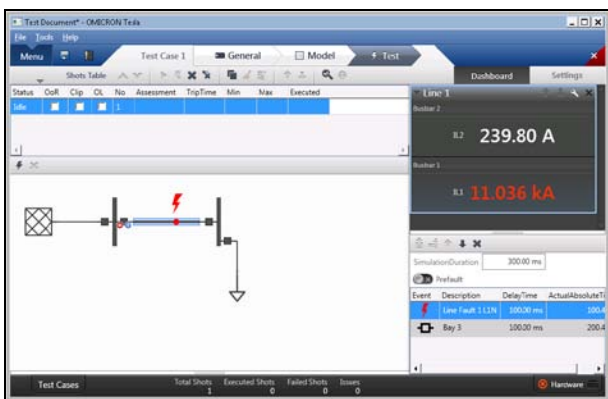 Test Document* - OMICRON Tesla
File Tools Help
Menu Test Case 1 General Model Test
Shots Table
Dashboard Settings
Status OoR Clip OL No Assessment TripTime Min Max Executed
Idle 1
Line 1
Busbar 2
IL2 239.80 A
Busbar 1
IL1 11.036 kA
SimulationDuration 300.00 ms
Prefault
Event Description DelayTime ActualAbsoluteTi
Line Fault 1 L1N 100.00 ms 100.4
Bay 3 100.00 ms 200.4
Test Cases
Total Shots Executed Shots Failed Shots Issues
1 0 0 0
Hardware